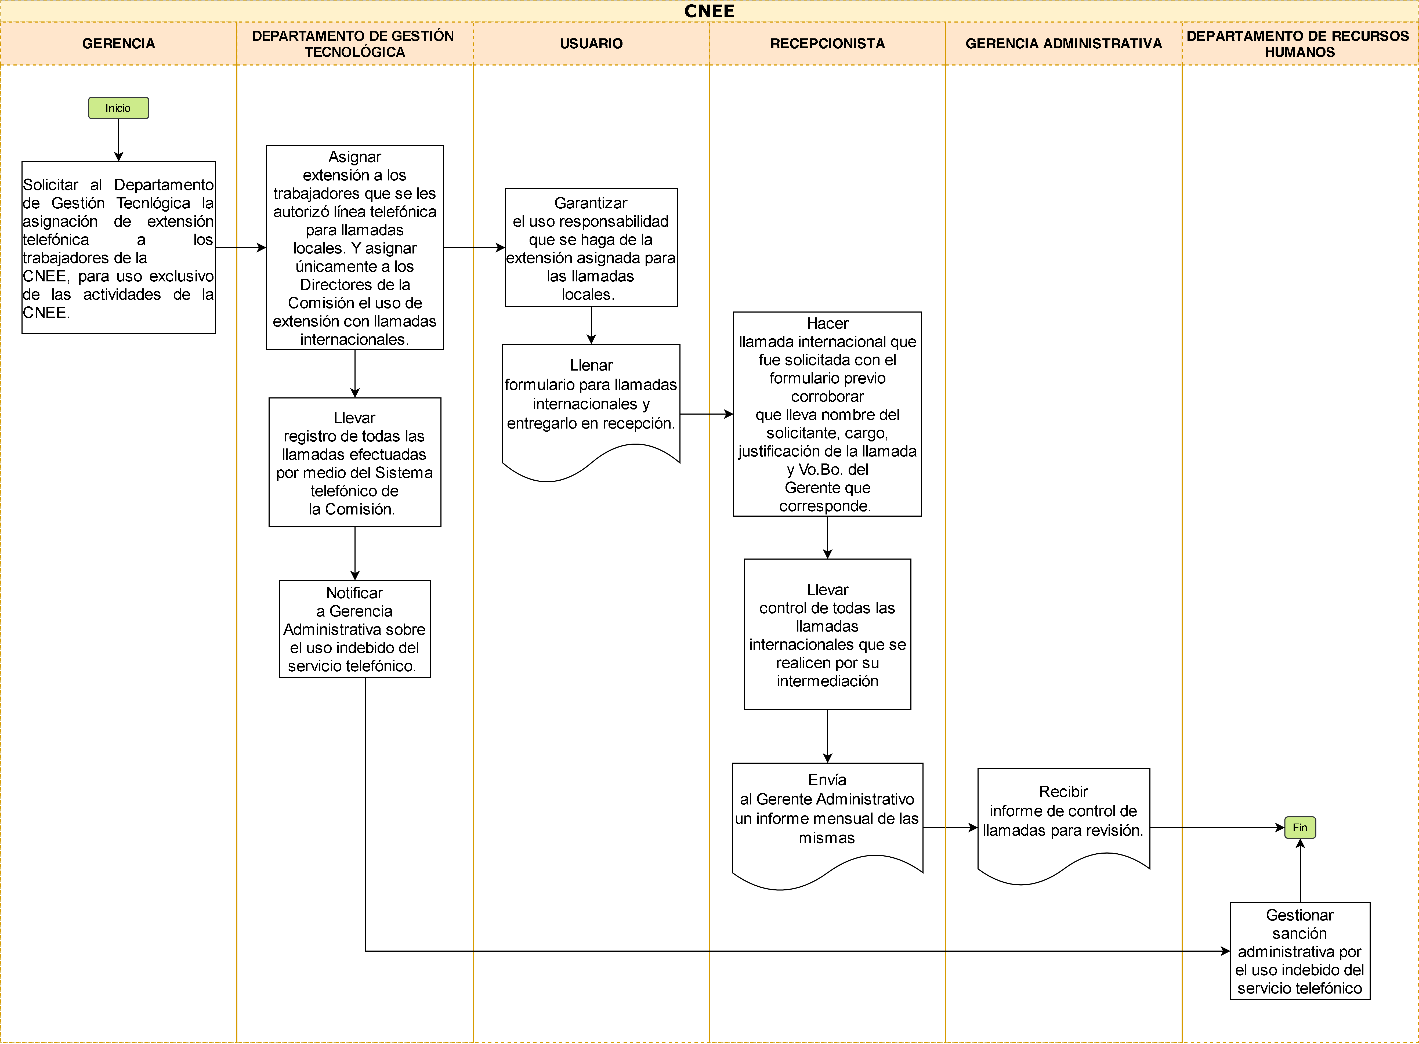 CNEE
GERENCIA
DEPARTAMENTO DE GESTIÓN
TECNOLÓGICA
USUARIO
RECEPCIONISTA
GERENCIA ADMINISTRATIVA
DEPARTAMENTO DE RECURSOS
HUMANOS
Inicio
Solicitar al Departamento
de Gestión Tecnlógica la
asignación de extensión
telefónica a los
trabajadores de la
CNEE, para uso exclusivo
de las actividades de la
CNEE.
Asignar
extensión a los
trabajadores que se les
autorizó línea telefónica
para llamadas
locales. Y asignar
únicamente a los
Directores de la
Comisión el uso de
extensión con llamadas
internacionales.
Llevar
registro de todas las
llamadas efectuadas
por medio del Sistema
telefónico de
la Comisión.
Notificar
a Gerencia
Administrativa sobre
el uso indebido del
servicio telefónico.
Garantizar
el uso responsabilidad
que se haga de la
extensión asignada para
las llamadas
locales.
Llenar
formulario para llamadas
internacionales y
entregarlo en recepción.
Hacer
llamada internacional que
fue solicitada con el
formulario previo
corroborar
que lleva nombre del
solicitante, cargo,
justificación de la llamada
y Vo.Bo. del
Gerente que
corresponde.
Llevar
control de todas las
llamadas
internacionales que se
realicen por su
intermediación
Envía
al Gerente Administrativo
un informe mensual de las
mismas
Recibir
informe de control de
llamadas para revisión.
Fin
Gestionar
sanción
administrativa por
el uso indebido del
servicio telefónico